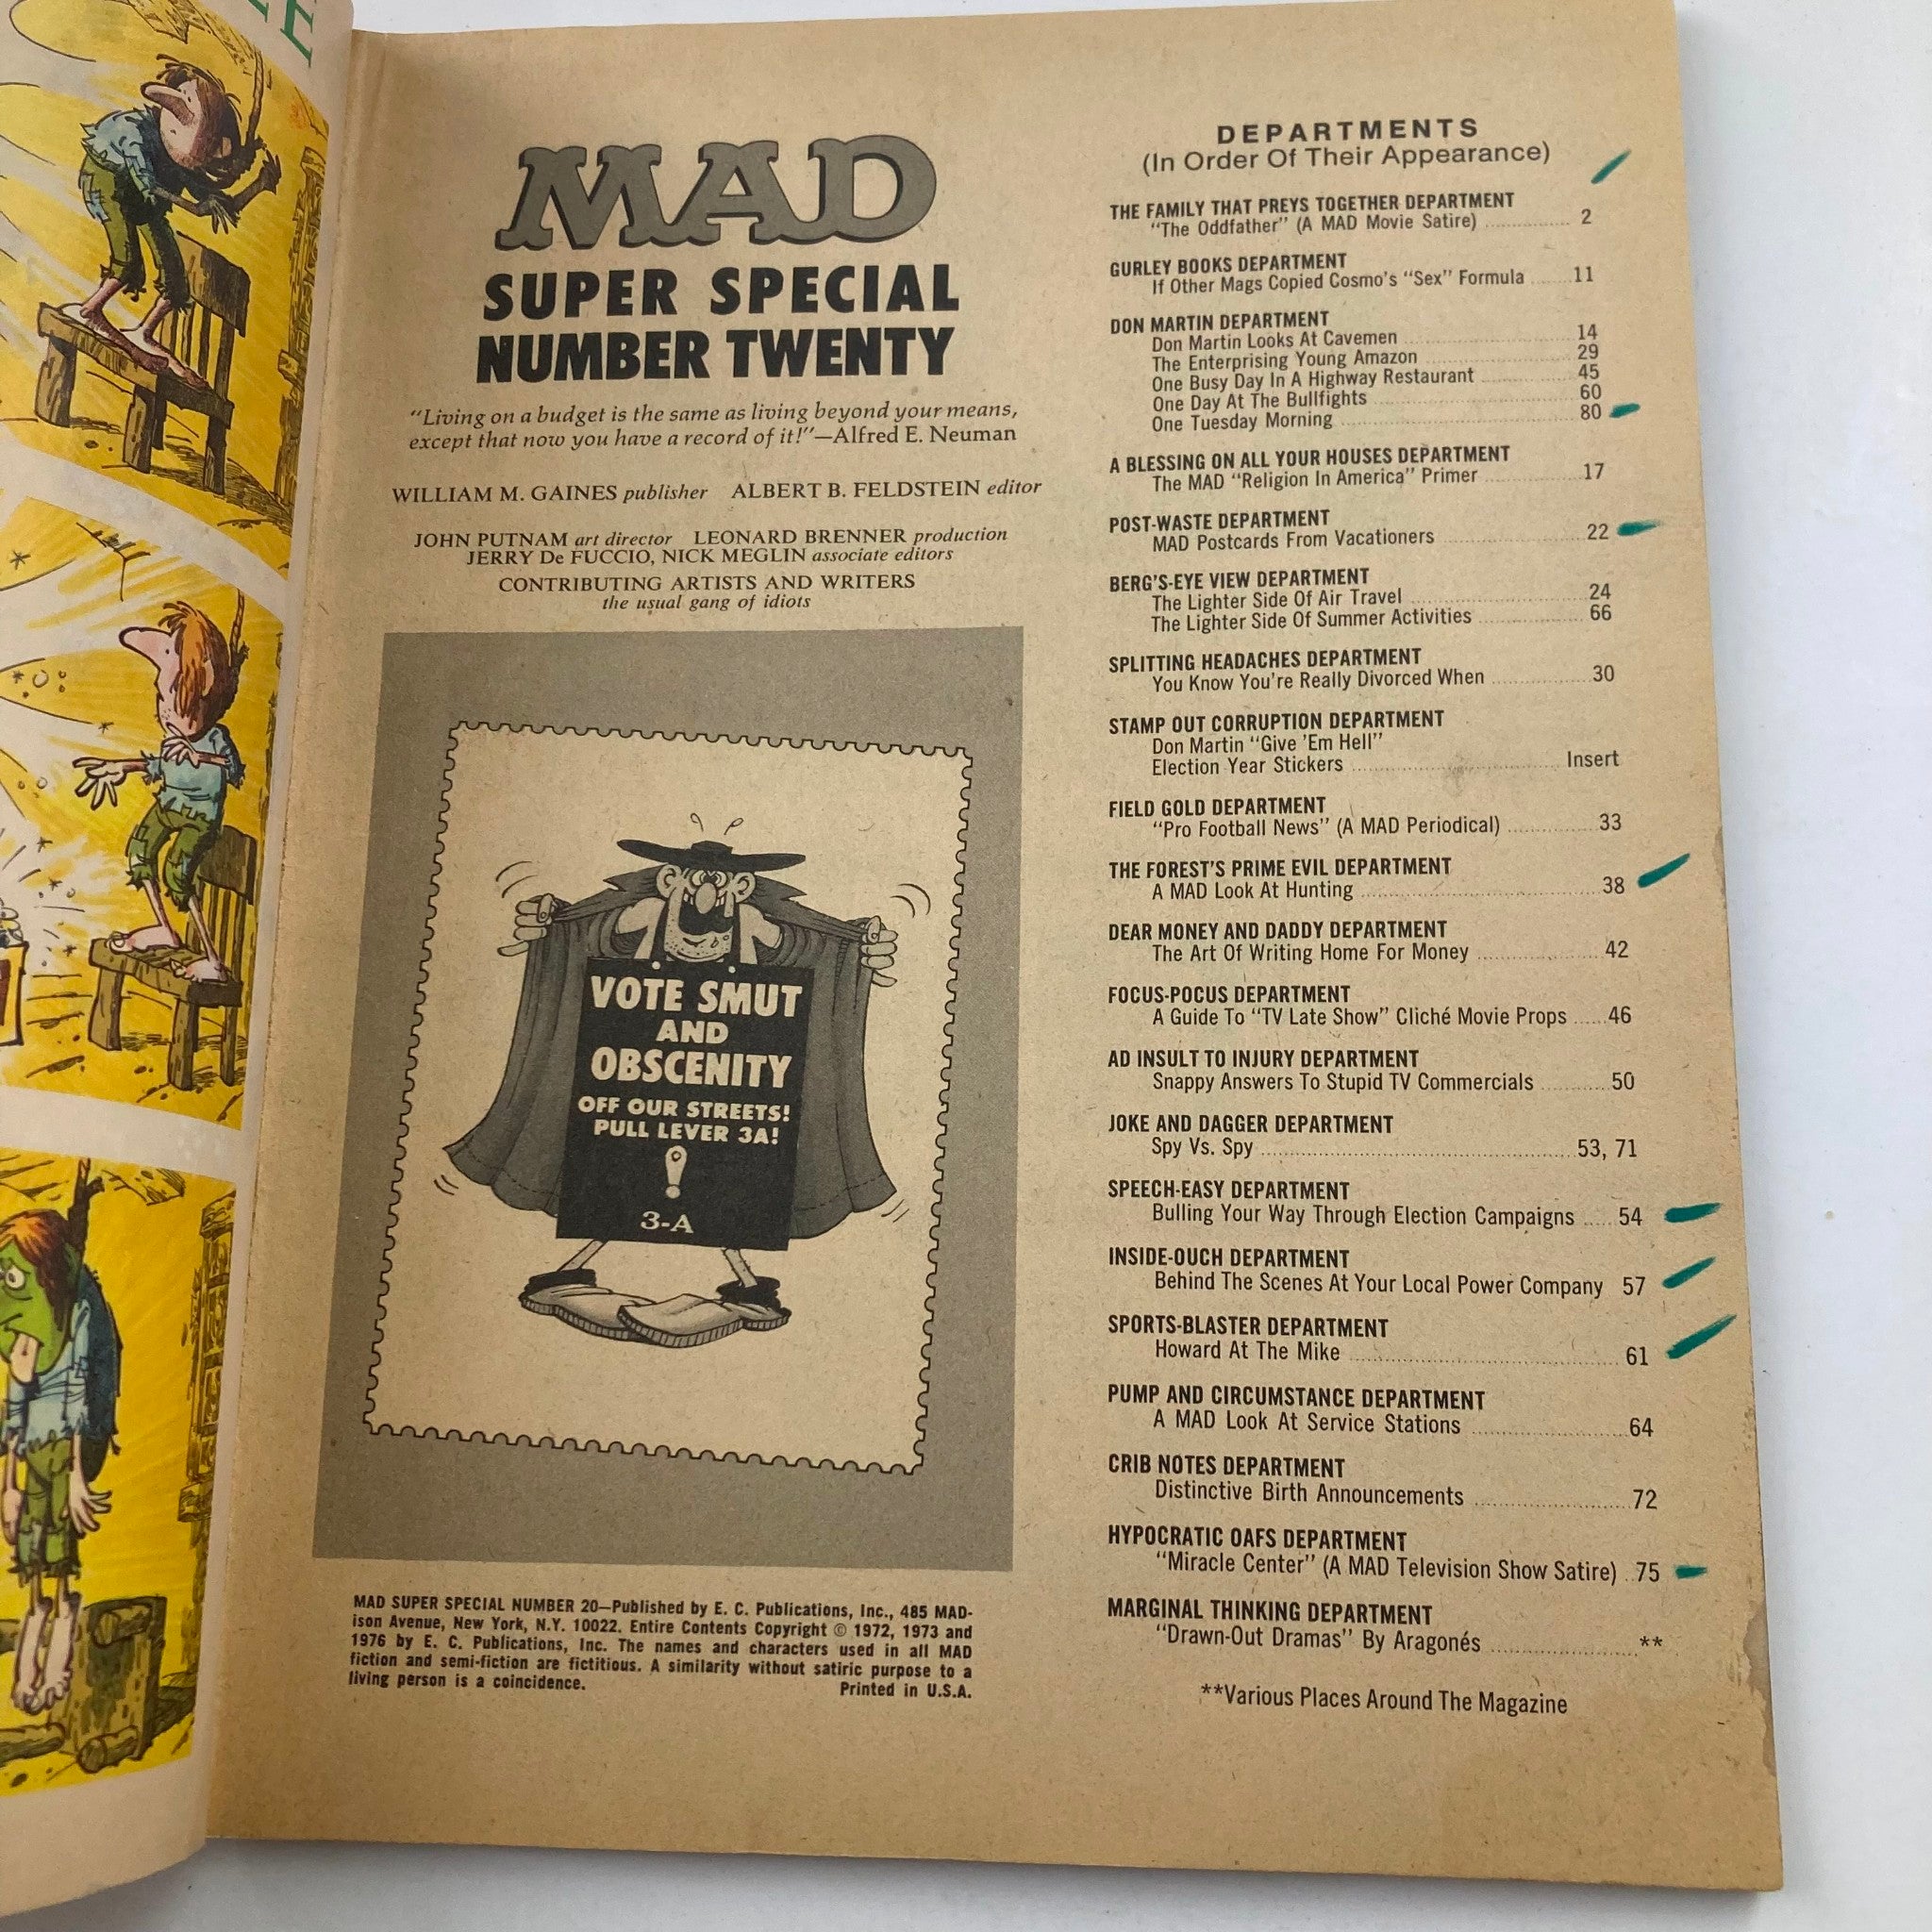 MAD
SUPER SPECIAL
NUMBER TWENTY
"Living on a budget is the same as living beyond your means,
except that now you have a record of it!"—Alfred E. Neuman
WILLIAM M. GAINES publisher ALBERT B. FELDSTEIN editor
JOHN PUTNAM art director LEONARD BRENNER production
JERRY De FUCCIO, NICK MEGLIN associate editors
CONTRIBUTING ARTISTS AND WRITERS
the usual gang of idiots
VOTE SMUT
AND
OBSCENITY
OFF OUR STREETS!
PULL LEVER 3A!
!
3-A
MAD SUPER SPECIAL NUMBER 20—Published by E. C. Publications, Inc., 485 MAD-
ison Avenue, New York, N.Y. 10022. Entire Contents Copyright © 1972, 1973 and
1976 by E. C. Publications, Inc. The names and characters used in all MAD
fiction and semi-fiction are fictitious. A similarity without satiric purpose to a
living person is a coincidence. Printed in U.S.A.
DEPARTMENTS
(In Order Of Their Appearance)
THE FAMILY THAT PREYS TOGETHER DEPARTMENT
"The Oddfather" (A MAD Movie Satire) 2
GURLEY BOOKS DEPARTMENT
If Other Mags Copied Cosmo's "Sex" Formula 11
DON MARTIN DEPARTMENT
Don Martin Looks At Cavemen 14
The Enterprising Young Amazon 29
One Busy Day In A Highway Restaurant 45
One Day At The Bullfights 60
One Tuesday Morning 80
A BLESSING ON ALL YOUR HOUSES DEPARTMENT
The MAD "Religion In America" Primer 17
POST-WASTE DEPARTMENT
MAD Postcards From Vacationers 22
BERG'S-EYE VIEW DEPARTMENT
The Lighter Side Of Air Travel 24
The Lighter Side Of Summer Activities 66
SPLITTING HEADACHES DEPARTMENT
You Know You're Really Divorced When 30
STAMP OUT CORRUPTION DEPARTMENT
Don Martin "Give 'Em Hell"
Election Year Stickers Insert
FIELD GOLD DEPARTMENT
"Pro Football News" (A MAD Periodical) 33
THE FOREST'S PRIME EVIL DEPARTMENT
A MAD Look At Hunting 38
DEAR MONEY AND DADDY DEPARTMENT
The Art Of Writing Home For Money 42
FOCUS-POCUS DEPARTMENT
A Guide To "TV Late Show" Cliché Movie Props 46
AD INSULT TO INJURY DEPARTMENT
Snappy Answers To Stupid TV Commercials 50
JOKE AND DAGGER DEPARTMENT
Spy Vs. Spy 53, 71
SPEECH-EASY DEPARTMENT
Bulling Your Way Through Election Campaigns 54
INSIDE-OUCH DEPARTMENT
Behind The Scenes At Your Local Power Company 57
SPORTS-BLASTER DEPARTMENT
Howard At The Mike 61
PUMP AND CIRCUMSTANCE DEPARTMENT
A MAD Look At Service Stations 64
CRIB NOTES DEPARTMENT
Distinctive Birth Announcements 72
HYPOCRATIC OAFS DEPARTMENT
"Miracle Center" (A MAD Television Show Satire) 75
MARGINAL THINKING DEPARTMENT
"Drawn-Out Dramas" By Aragonés **
**Various Places Around The Magazine